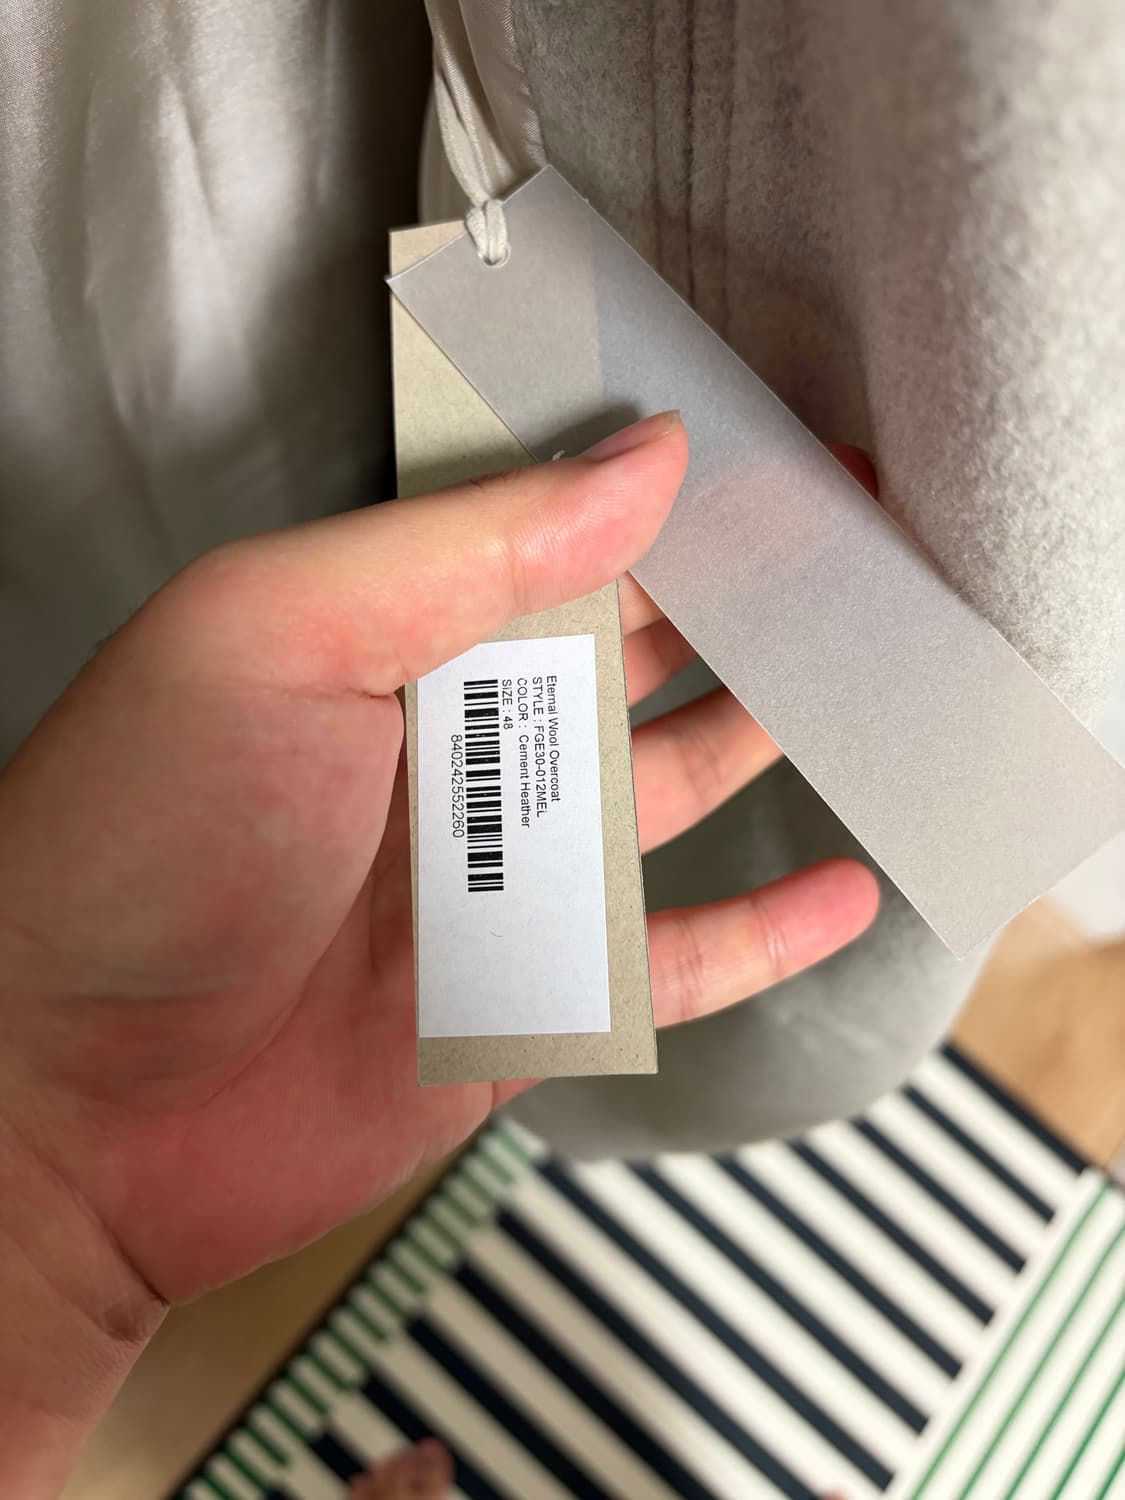 Eternal Wool Overcoat
STYLE : FGE30-012MEL
COLOR : Cement Heather
SIZE : 48
840242552260